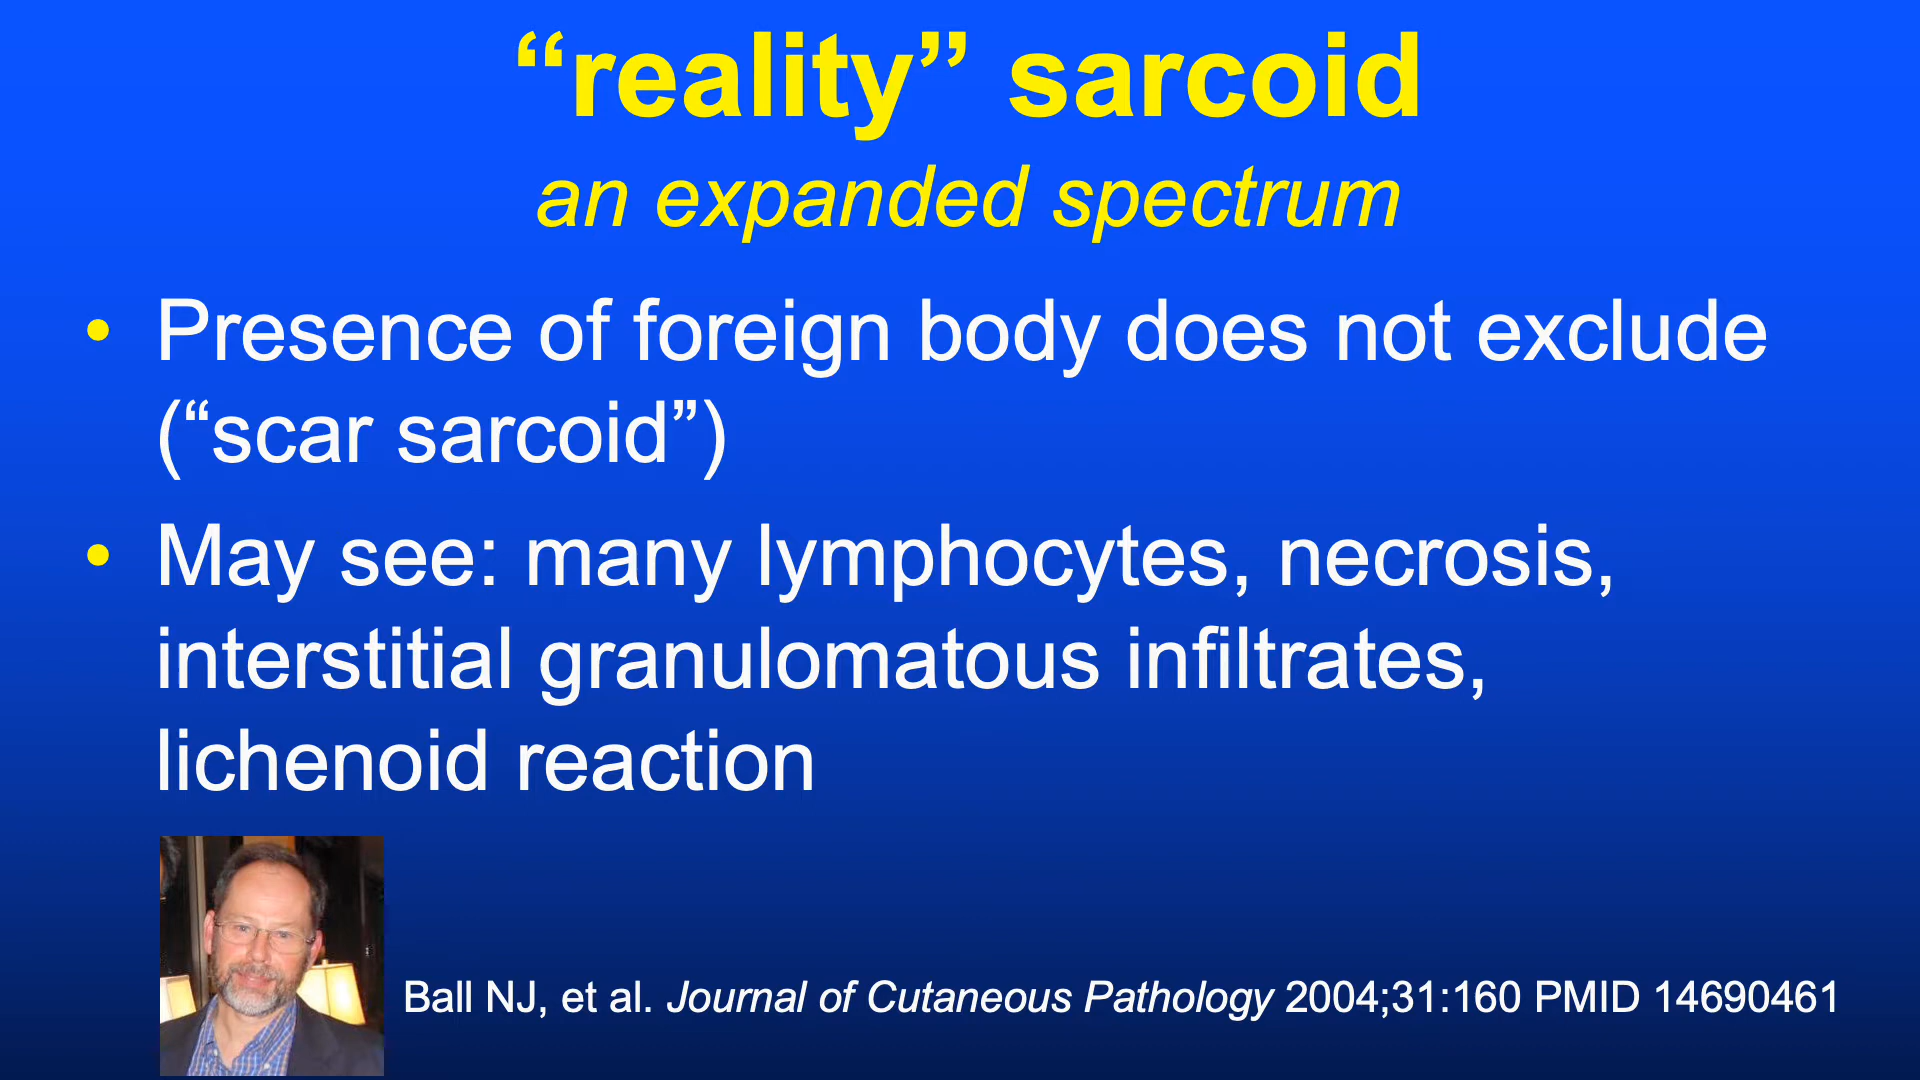 “reality” sarcoid
an expanded spectrum
• Presence of foreign body does not exclude
(“scar sarcoid”)
• May see: many lymphocytes, necrosis,
interstitial granulomatous infiltrates,
lichenoid reaction
Ball NJ, et al. Journal of Cutaneous Pathology 2004;31:160 PMID 14690461